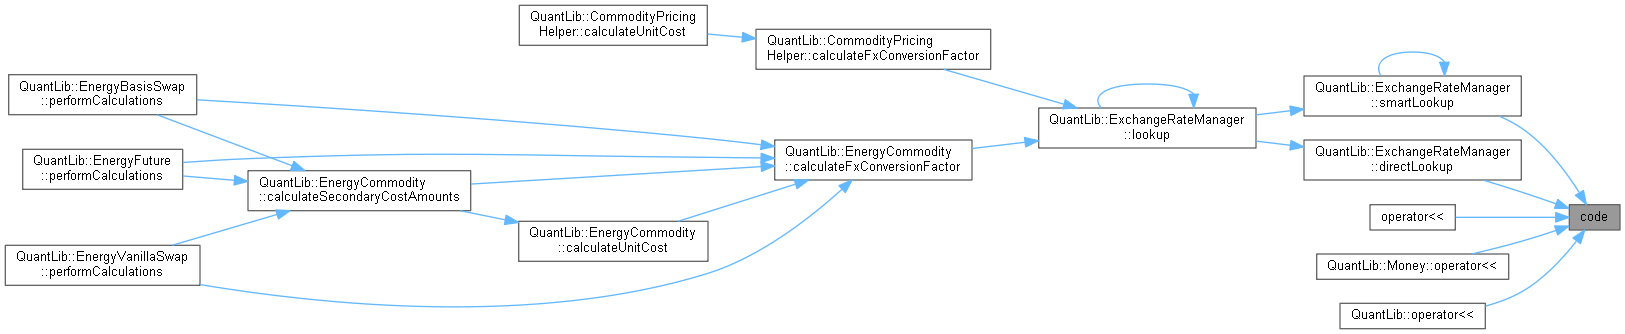 QuantLib::CommodityPricing
Helper::calculateUnitCost
QuantLib::CommodityPricing
Helper::calculateFxConversionFactor
QuantLib::EnergyBasisSwap
::performCalculations
QuantLib::ExchangeRateManager
::smartLookup
QuantLib::ExchangeRateManager
::lookup
QuantLib::EnergyFuture
::performCalculations
QuantLib::EnergyCommodity
::calculateFxConversionFactor
QuantLib::ExchangeRateManager
::directLookup
QuantLib::EnergyCommodity
::calculateSecondaryCostAmounts
operator<<
code
QuantLib::EnergyCommodity
::calculateUnitCost
QuantLib::EnergyVanillaSwap
::performCalculations
QuantLib::Money::operator<<
QuantLib::operator<<